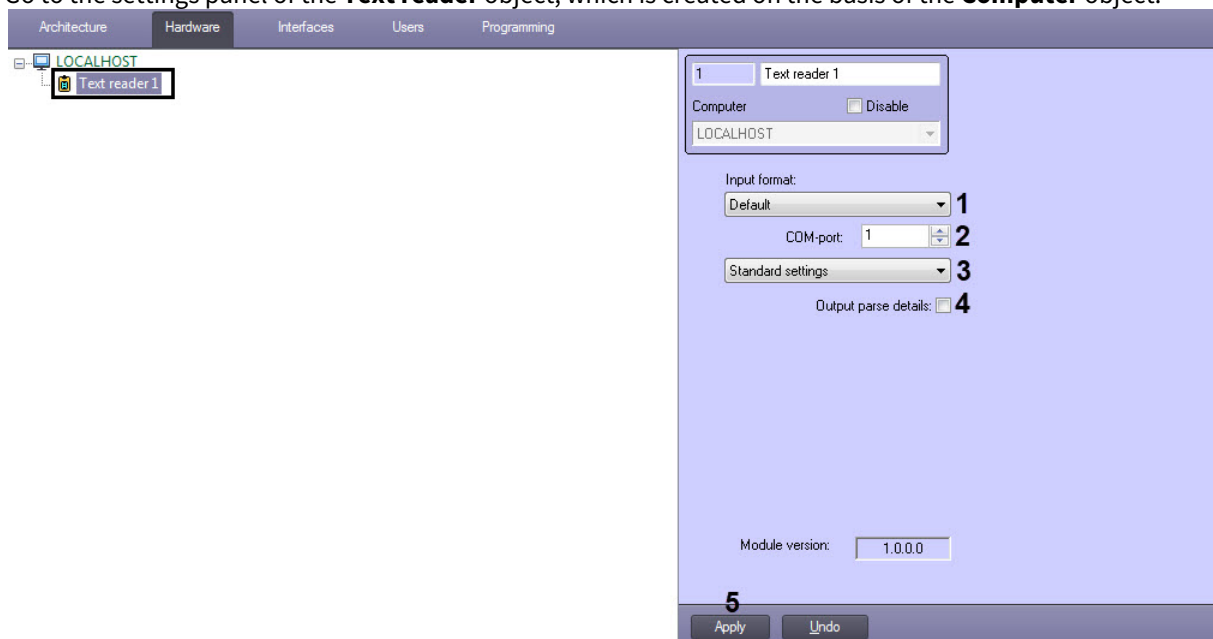 Go to the settings panel of the Text reader object, which is created on the basis of the Computer object.
Architecture Hardware Interfaces Users Programming
LOCALHOST
Text reader 1
1 Text reader 1
Computer Disable
LOCALHOST
Input format:
Default 1
COM-port: 1 2
Standard settings 3
Output parse details: 4
Module version: 1.0.0.0
5
Apply Undo